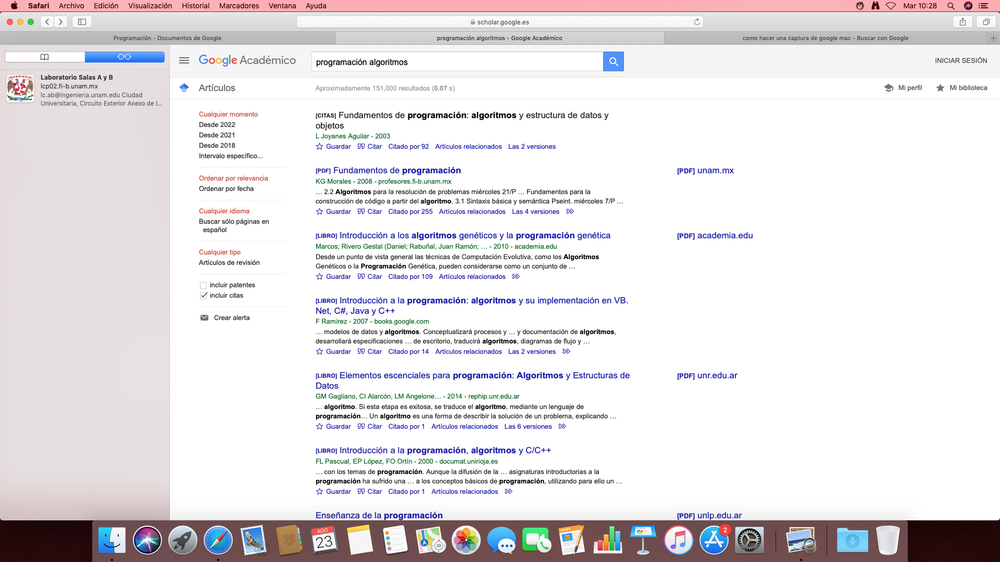 Safari Archivo Edición Visualización Historial Marcadores Ventana Ayuda Mar 10:28
scholar.google.es
Programación - Documentos de Google
programación algoritmos - Google Académico
como hacer una captura de google mac - Buscar con Google
Laboratorio Salas A y B
lcp02.fi-b.unam.mx
lc.ab@ingenieria.unam.edu Ciudad
Universitaria, Circuito Exterior Anexo de l...
Google Académico
programación algoritmos
INICIAR SESIÓN
Artículos
Aproximadamente 151,000 resultados (0.07 s)
Mi perfil
Mi biblioteca
Cualquier momento
Desde 2022
Desde 2021
Desde 2018
Intervalo específico...
Ordenar por relevancia
Ordenar por fecha
Cualquier idioma
Buscar sólo páginas en
español
Cualquier tipo
Artículos de revisión
incluir patentes
incluir citas
Crear alerta
[CITAS] Fundamentos de programación: algoritmos y estructura de datos y
objetos
L Joyanes Aguilar - 2003
Guardar Citar Citado por 92 Artículos relacionados Las 2 versiones
[PDF] Fundamentos de programación
[PDF] unam.mx
KG Morales - 2008 - profesores.fi-b.unam.mx
… 2.2 Algoritmos para la resolución de problemas miércoles 21/P … Fundamentos para la
construcción de código a partir del algoritmo. 3.1 Sintaxis básica y semántica Pseint. miércoles 7/P …
Guardar Citar Citado por 255 Artículos relacionados Las 4 versiones
[LIBRO] Introducción a los algoritmos genéticos y la programación genética
[PDF] academia.edu
Marcos; Rivero Gestal (Daniel; Rabuñal, Juan Ramón; … - 2010 - academia.edu
Desde un punto de vista general las técnicas de Computación Evolutiva, como los Algoritmos
Genéticos o la Programación Genética, pueden considerarse como un conjunto de …
Guardar Citar Citado por 109 Artículos relacionados
[LIBRO] Introducción a la programación: algoritmos y su implementación en VB.
Net, C#, Java y C++
F Ramírez - 2007 - books.google.com
… modelos de datos y algoritmos. Conceptualizará procesos y … y documentación de algoritmos,
desarrollará especificaciones … de escritorio, traducirá algoritmos, diagramas de flujo y …
Guardar Citar Citado por 14 Artículos relacionados Las 2 versiones
[LIBRO] Elementos escenciales para programación: Algoritmos y Estructuras de
Datos
[PDF] unr.edu.ar
GM Gagliano, CI Alarcón, LM Angelone… - 2014 - rephip.unr.edu.ar
… algoritmo. Si esta etapa es exitosa, se traduce el algoritmo, mediante un lenguaje de
programación… Un algoritmo es una forma de describir la solución de un problema, explicando …
Guardar Citar Citado por 1 Artículos relacionados Las 6 versiones
[LIBRO] Introducción a la programación, algoritmos y C/C++
FL Pascual, EP López, FO Ortín - 2000 - documat.unirioja.es
… con los temas de programación. Aunque la difusión de la … asignaturas introductorias a la
programación ha sufrido una … a los conceptos básicos de programación, utilizando para ello un …
Guardar Citar Citado por 1 Artículos relacionados
Enseñanza de la programación
[PDF] unlp.edu.ar
AGO
23
3D
PAGES
2